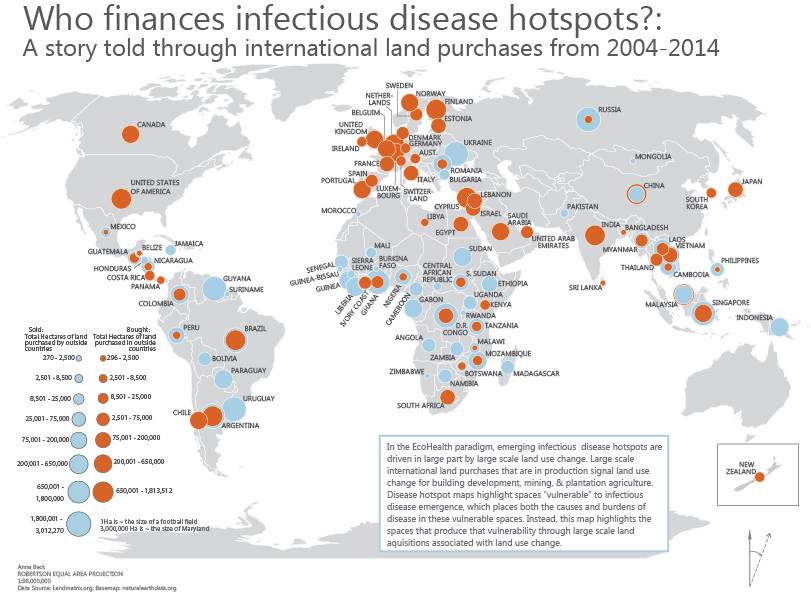 Who finances infectious disease hotspots?:
A story told through international land purchases from 2004-2014
SWEDEN
NORWAY
NETHER-
LANDS
FINLAND
BELGUIM
ESTONIA
RUSSIA
CANADA
UNITED
KINGDOM
DENMARK
GERMANY
UKRAINE
IRELAND
AUST.
FRANCE
MONGOLIA
ROMANIA
SPAIN
ITALY
BULGARIA
PORTUGAL
UNITED STATES
OF AMERICA
CHINA
JAPAN
LUXEM-
BOURG
SWITZER-
LAND
LEBANON
SOUTH
KOREA
CYPRUS
MOROCCO
ISRAEL
PAKISTAN
LIBYA
SAUDI
ARABIA
MEXICO
EGYPT
INDIA
BANGLADESH
BELIZE
JAMAICA
UNITED ARAB
EMIRATES
LAOS
GUATEMALA
MALI
SUDAN
MYANMAR
VIETNAM
HONDURAS
NICARAGUA
SENEGAL
SIERRA
LEONE
BURKINA
FASO
CENTRAL
AFRICAN
REPUBLIC
PHILIPPINES
THAILAND
COSTA RICA
GUINEA-BISSAU
S. SUDAN
CAMBODIA
PANAMA
GUYANA
GUINEA
ETHIOPIA
SRI LANKA
SURINAME
LIBERIA
IVORY COAST
GHANA
NIGERIA
CAMEROON
UGANDA
COLOMBIA
GABON
KENYA
MALAYSIA
SINGAPORE
RWANDA
INDONESIA
PERU
BRAZIL
D.R.
CONGO
TANZANIA
ANGOLA
MALAWI
BOLIVIA
ZAMBIA
MOZAMBIQUE
PARAGUAY
ZIMBABWE
BOTSWANA
MADAGASCAR
NAMIBIA
URUGUAY
SOUTH AFRICA
CHILE
ARGENTINA
NEW
ZEALAND
Sold:
Total Hectares of land
purchased by outside
countries
Bought:
Total Hectares of land
purchased in outside
countries
270 - 2,500
296 - 2,500
2,501 - 8,500
2,501 - 8,500
8,501 - 25,000
8,501 - 25,000
25,001 - 75,000
2,501 - 75,000
75,001 - 200,000
75,001 - 200,000
200,001 - 650,000
200,001 - 650,000
650,001 -
1,800,000
650,001 - 1,813,512
1,800,001 -
3,012,270
1Ha is ~ the size of a football field
3,000,000 Ha is ~ the size of Maryland
In the EcoHealth paradigm, emerging infectious disease hotspots are
driven in large part by large scale land use change. Large scale
international land purchases that are in production signal land use
change for building development, mining, & plantation agriculture.
Disease hotspot maps highlight spaces "vulnerable" to infectious
disease emergence, which places both the causes and burdens of
disease in these vulnerable spaces. Instead, this map highlights the
spaces that produce that vulnerability through large scale land
aquisitions associated with land use change.
Anna Beck
ROBERTSON EQUAL AREA PROJECTION
1:98,000,000
Data Source: Landmatrix.org; Basemap: naturalearthdata.org